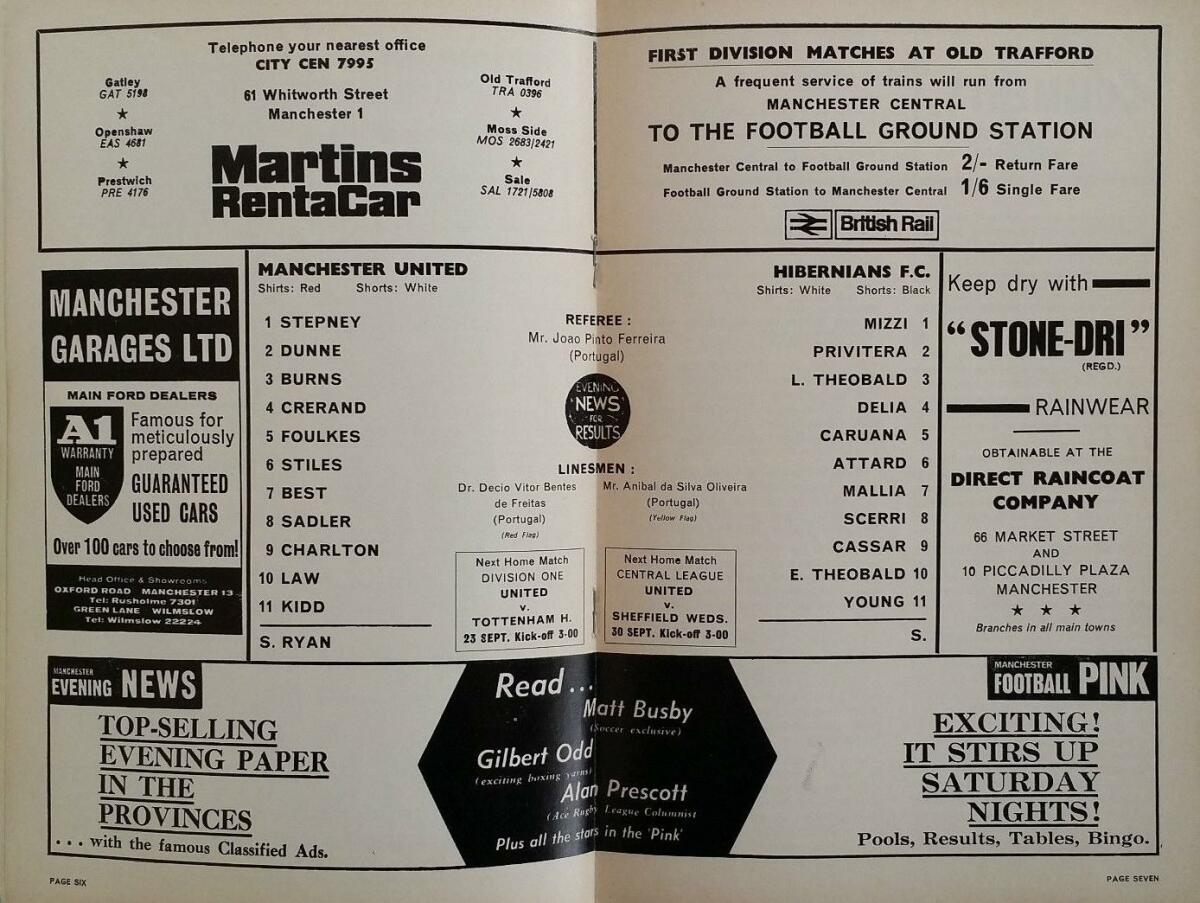 Telephone your nearest office
CITY CEN 7995
Gatley
GAT 5198
★
Openshaw
EAS 4681
★
Prestwich
PRE 4176
61 Whitworth Street
Manchester 1
Martins
RentaCar
Old Trafford
TRA 0396
★
Moss Side
MOS 2683/2421
★
Sale
SAL 1721/5808
FIRST DIVISION MATCHES AT OLD TRAFFORD
A frequent service of trains will run from
MANCHESTER CENTRAL
TO THE FOOTBALL GROUND STATION
Manchester Central to Football Ground Station 2/- Return Fare
Football Ground Station to Manchester Central 1/6 Single Fare
British Rail
MANCHESTER
GARAGES LTD
MAIN FORD DEALERS
A1
WARRANTY
MAIN
FORD
DEALERS
Famous for
meticulously
prepared
GUARANTEED
USED CARS
Over 100 cars to choose from!
Head Office & Showrooms
OXFORD ROAD MANCHESTER 13
Tel: Rusholme 7301
GREEN LANE WILMSLOW
Tel: Wilmslow 22224
MANCHESTER UNITED
Shirts: Red Shorts: White
1 STEPNEY
2 DUNNE
3 BURNS
4 CRERAND
5 FOULKES
6 STILES
7 BEST
8 SADLER
9 CHARLTON
10 LAW
11 KIDD
S. RYAN
REFEREE :
Mr. Joao Pinto Ferreira
(Portugal)
EVENING
NEWS
FOR
RESULTS
LINESMEN :
Dr. Decio Vitor Bentes
de Freitas
(Portugal)
(Red Flag)
Mr. Anibal da Silva Oliveira
(Portugal)
(Yellow Flag)
Next Home Match
DIVISION ONE
UNITED
v.
TOTTENHAM H.
23 SEPT. Kick-off 3-00
Next Home Match
CENTRAL LEAGUE
UNITED
v.
SHEFFIELD WEDS.
30 SEPT. Kick-off 3-00
HIBERNIANS F.C.
Shirts: White Shorts: Black
MIZZI 1
PRIVITERA 2
L. THEOBALD 3
DELIA 4
CARUANA 5
ATTARD 6
MALLIA 7
SCERRI 8
CASSAR 9
E. THEOBALD 10
YOUNG 11
S.
Keep dry with
"STONE-DRI"
(REGD.)
RAINWEAR
OBTAINABLE AT THE
DIRECT RAINCOAT
COMPANY
66 MARKET STREET
AND
10 PICCADILLY PLAZA
MANCHESTER
★ ★ ★
Branches in all main towns
MANCHESTER
EVENING NEWS
TOP-SELLING
EVENING PAPER
IN THE
PROVINCES
... with the famous Classified Ads.
Read ...
Matt Busby
(Soccer exclusive)
Gilbert Odd
(exciting boxing yarns)
Alan Prescott
(Ace Rugby League Columnist
Plus all the stars in the 'Pink'
MANCHESTER
FOOTBALL PINK
EXCITING!
IT STIRS UP
SATURDAY
NIGHTS!
Pools, Results, Tables, Bingo.
PAGE SIX
PAGE SEVEN